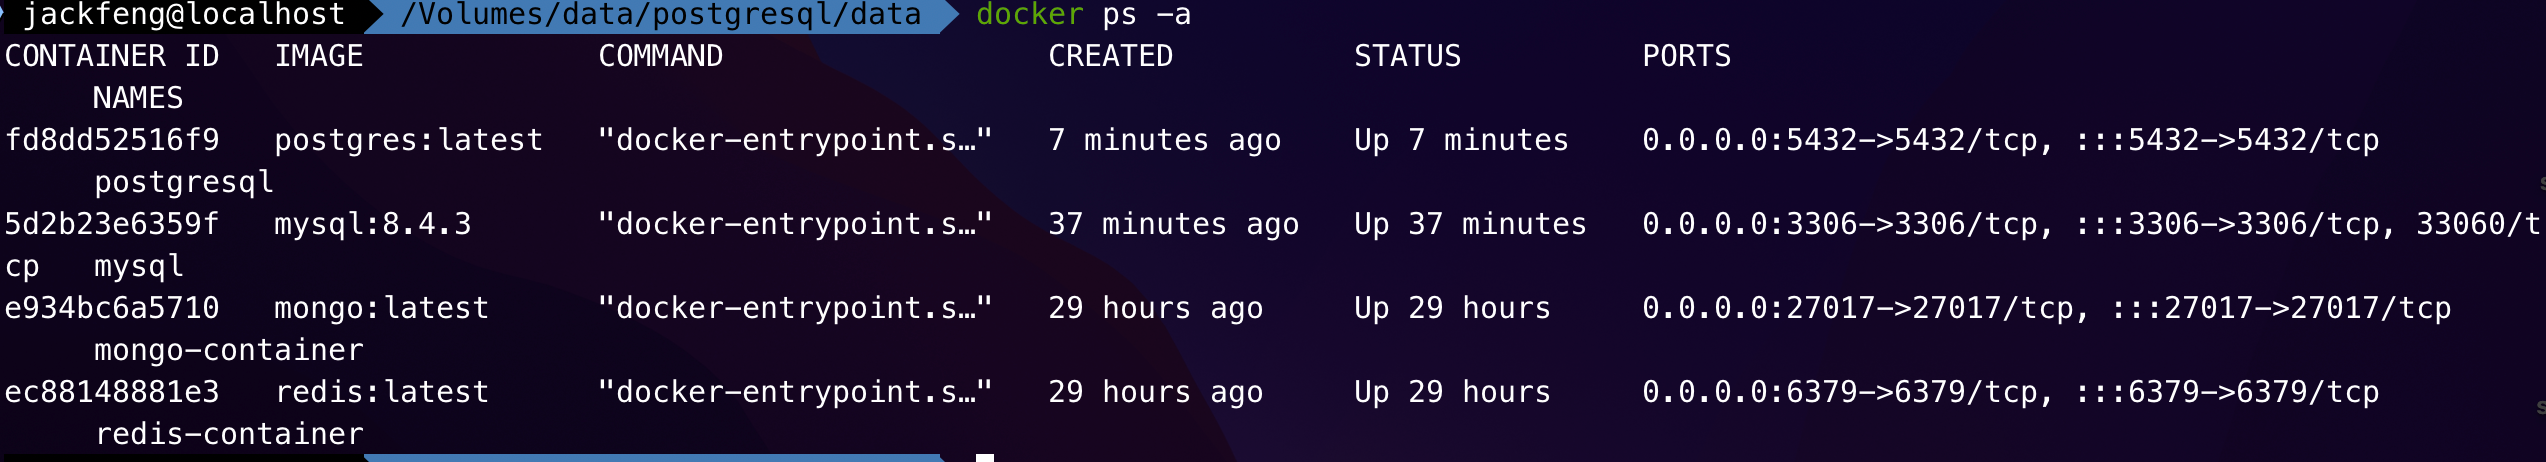 jackfeng@localhost /Volumes/data/postgresql/data docker ps -a
CONTAINER ID   IMAGE             COMMAND                  CREATED          STATUS          PORTS
     NAMES
fd8dd52516f9   postgres:latest   "docker-entrypoint.s…"   7 minutes ago    Up 7 minutes    0.0.0.0:5432->5432/tcp, :::5432->5432/tcp
     postgresql
5d2b23e6359f   mysql:8.4.3       "docker-entrypoint.s…"   37 minutes ago   Up 37 minutes   0.0.0.0:3306->3306/tcp, :::3306->3306/tcp, 33060/t
cp   mysql
e934bc6a5710   mongo:latest      "docker-entrypoint.s…"   29 hours ago     Up 29 hours     0.0.0.0:27017->27017/tcp, :::27017->27017/tcp
     mongo-container
ec88148881e3   redis:latest      "docker-entrypoint.s…"   29 hours ago     Up 29 hours     0.0.0.0:6379->6379/tcp, :::6379->6379/tcp
     redis-container